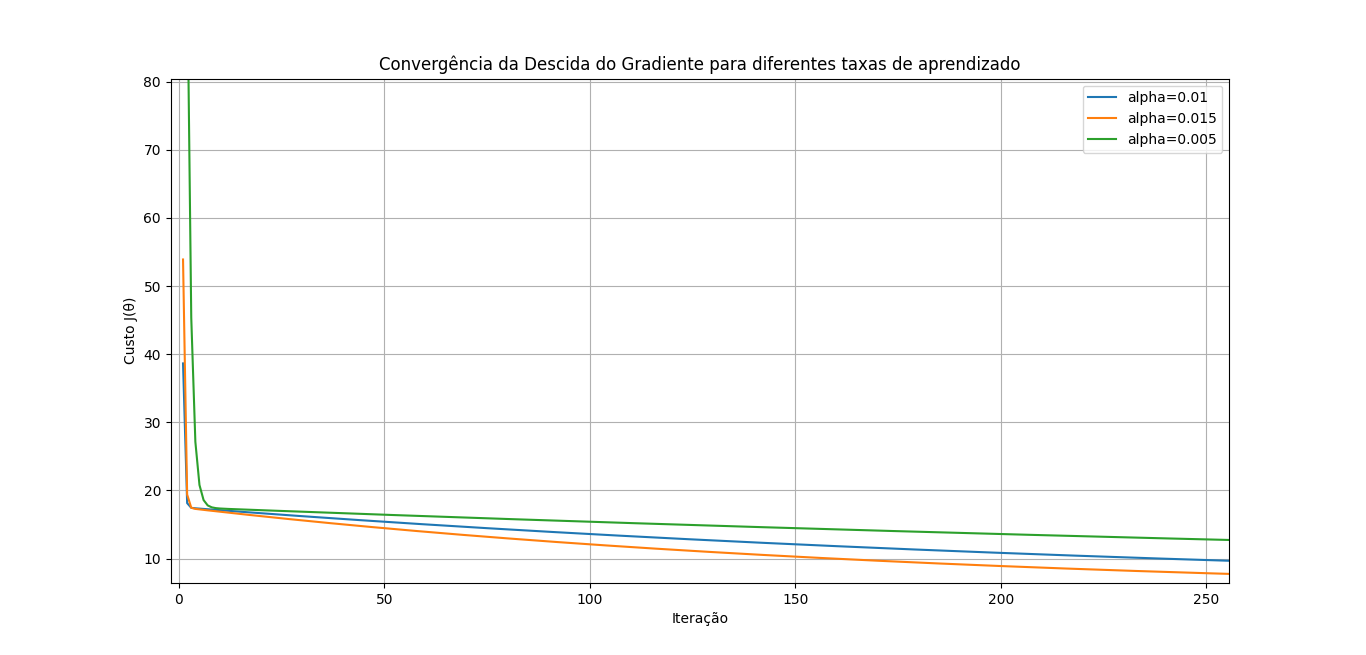 Convergência da Descida do Gradiente para diferentes taxas de aprendizado
alpha=0.01
alpha=0.015
alpha=0.005
Custo J(θ)
80
70
60
50
40
30
20
10
0 50 100 150 200 250
Iteração